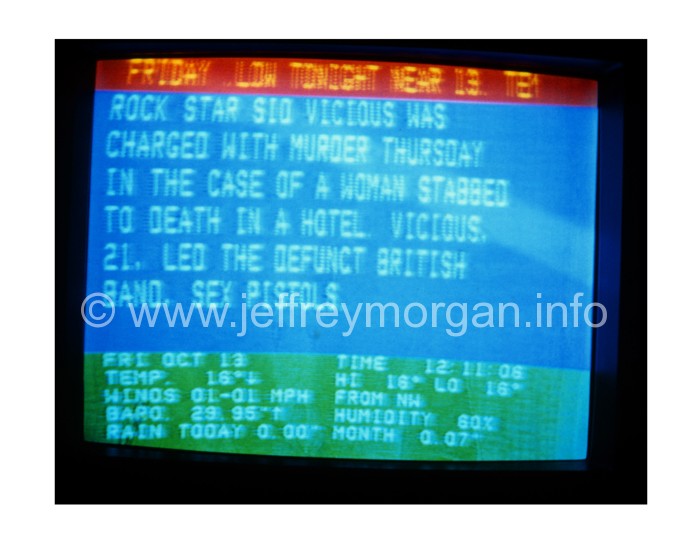 FRIDAY. LOW TONIGHT NEAR 13. TEM
ROCK STAR SID VICIOUS WAS
CHARGED WITH MURDER THURSDAY
IN THE CASE OF A WOMAN STABBED
TO DEATH IN A HOTEL. VICIOUS,
21, LED THE DEFUNCT BRITISH
BAND, SEX PISTOLS.
© www.jeffreymorgan.info
FRI OCT 13 TIME 12:11:06
TEMP. 16°↓ HI 16° LO 16°
WINDS 01-01 MPH FROM NW
BARO. 29.95"↑ HUMIDITY 60%
RAIN TODAY 0.00" MONTH 0.07"